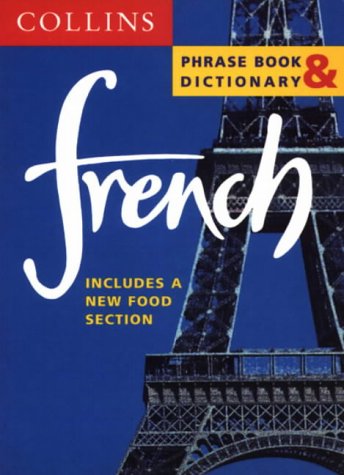 COLLINS
PHRASE BOOK &
DICTIONARY
french
INCLUDES A
NEW FOOD
SECTION